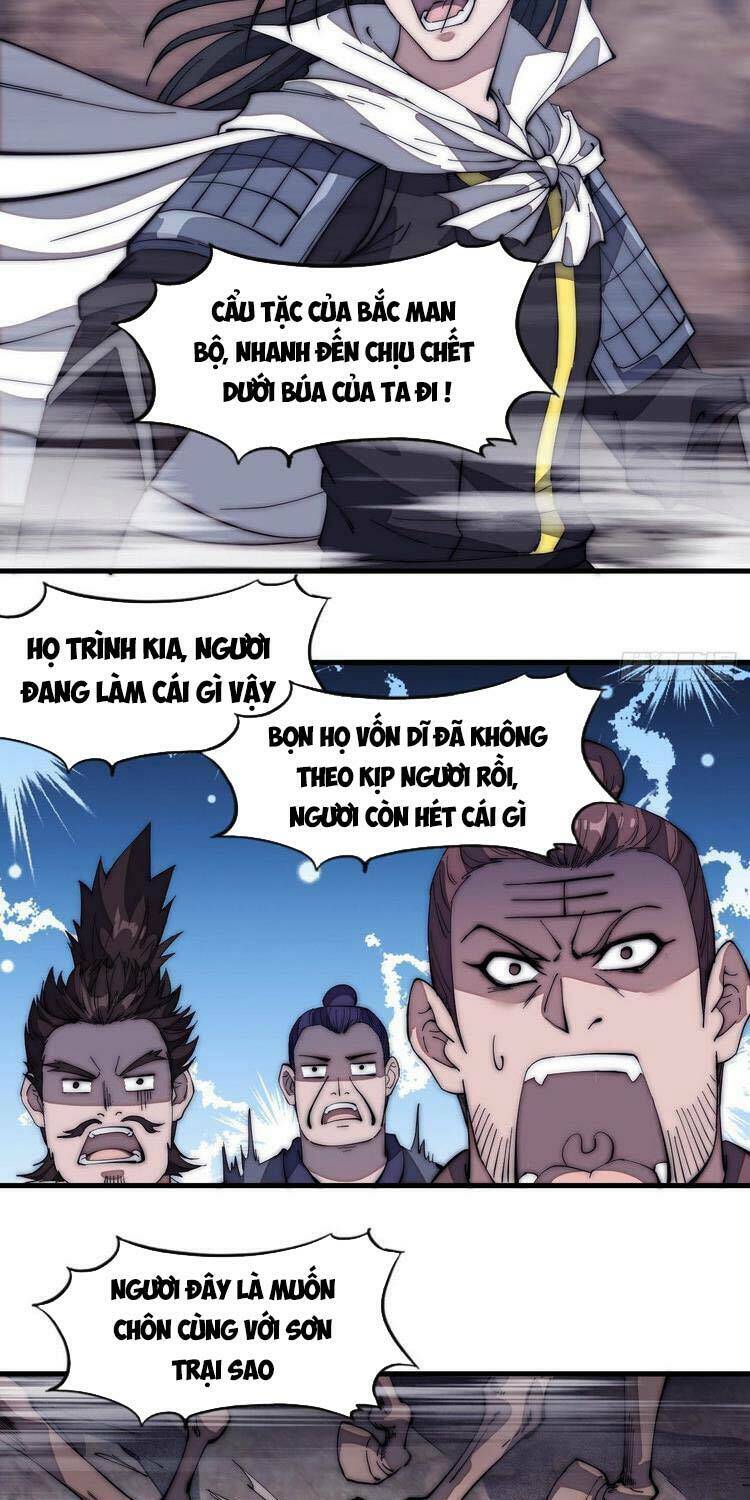 CẨU TẶC CỦA BẮC MAN
BỘ, NHANH ĐẾN CHỊU CHẾT
DƯỚI BÚA CỦA TA ĐI !
HỌ TRÌNH KIA, NGƯƠI
ĐANG LÀM CÁI GÌ VẬY
BỌN HỌ VỐN DĨ ĐÃ KHÔNG
THEO KỊP NGƯƠI RỒI,
NGƯƠI CÒN HÉT CÁI GÌ
NGƯƠI ĐÂY LÀ MUỐN
CHÔN CÙNG VỚI SƠN
TRẠI SAO